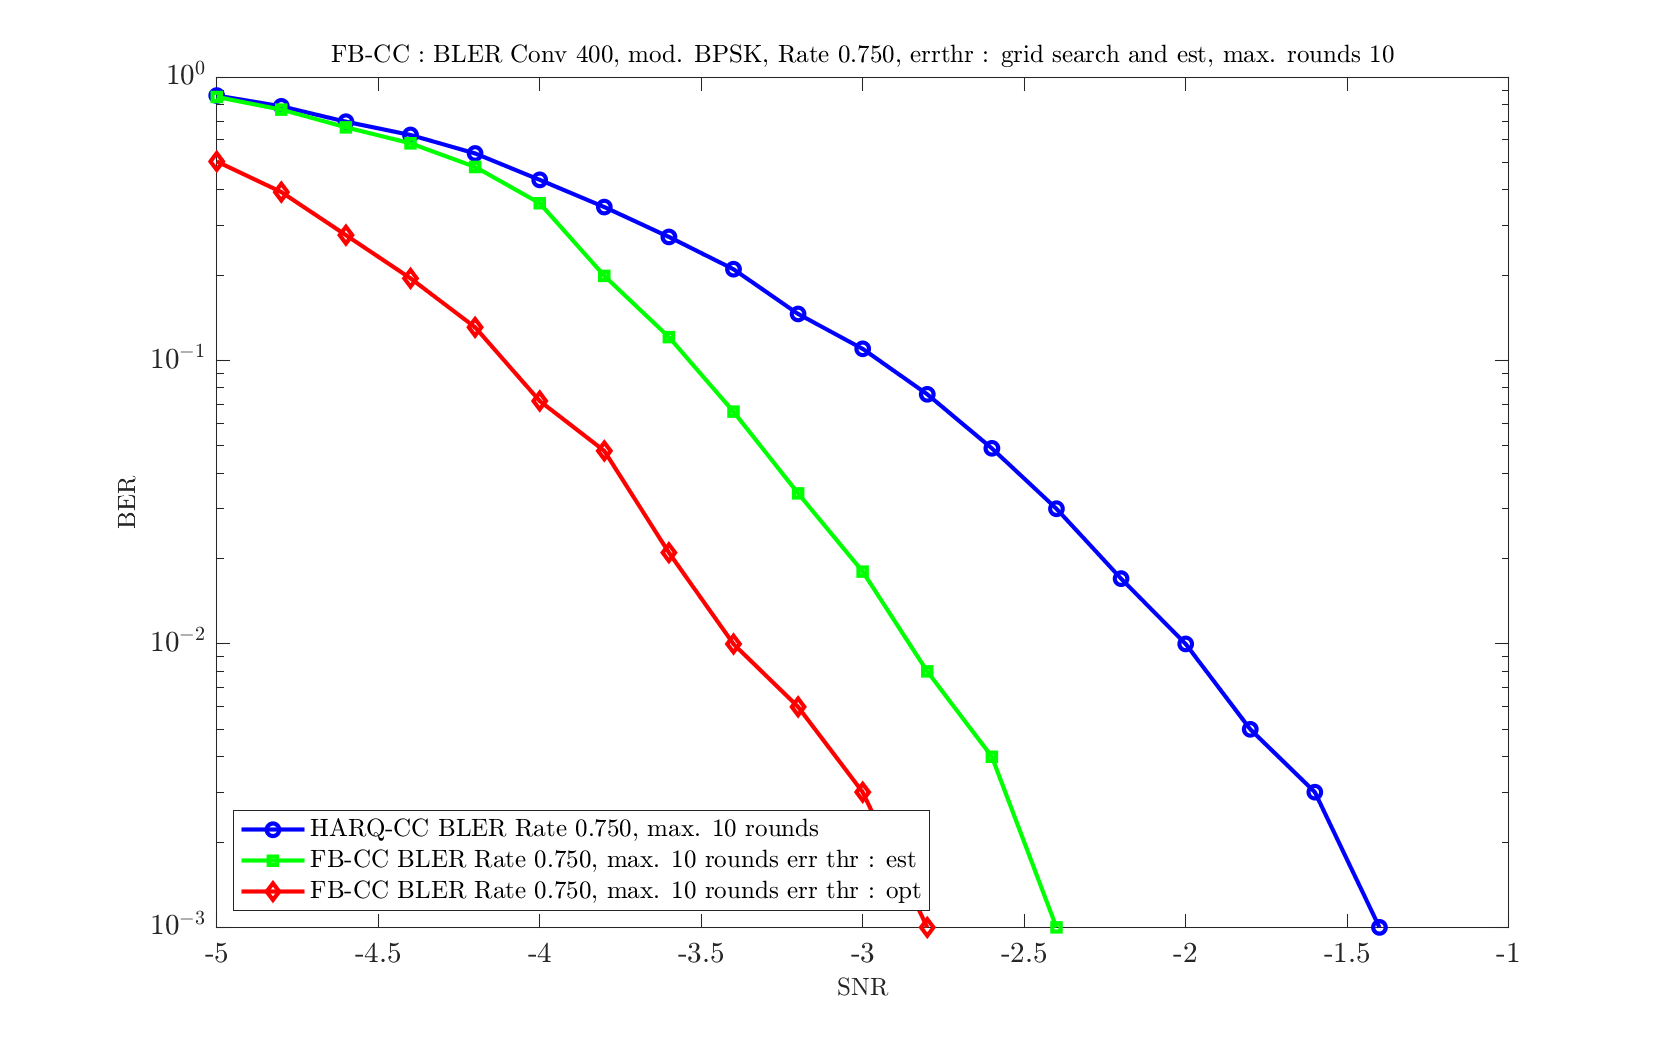 FB-CC : BLER Conv 400, mod. BPSK, Rate 0.750, errthr : grid search and est, max. rounds 10
10^0
10^-1
10^-2
10^-3
BER
HARQ-CC BLER Rate 0.750, max. 10 rounds
FB-CC BLER Rate 0.750, max. 10 rounds err thr : est
FB-CC BLER Rate 0.750, max. 10 rounds err thr : opt
-5 -4.5 -4 -3.5 -3 -2.5 -2 -1.5 -1
SNR